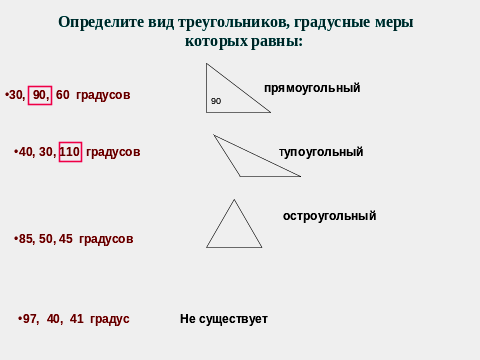 Определите вид треугольников, градусные меры
которых равны:
•30, 90, 60 градусов
прямоугольный
90
•40, 30, 110 градусов
тупоугольный
остроугольный
•85, 50, 45 градусов
•97, 40, 41 градус
Не существует